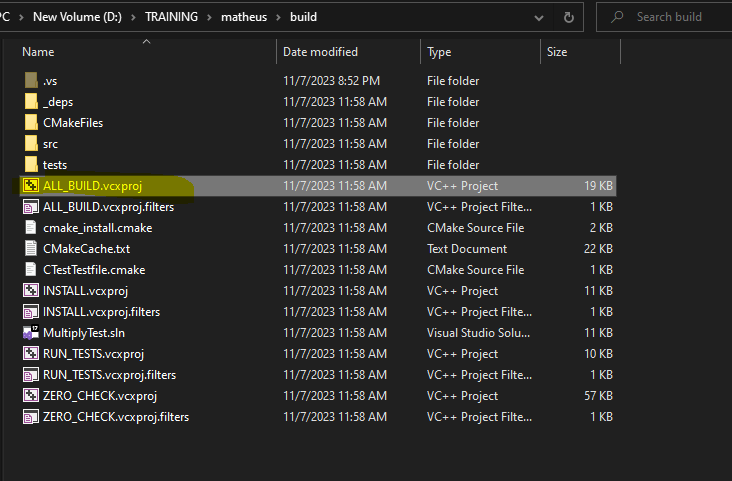 PC > New Volume (D:) > TRAINING > matheus > build Search build
Name Date modified Type Size
.vs 11/7/2023 8:52 PM File folder
_deps 11/7/2023 11:58 AM File folder
CMakeFiles 11/7/2023 11:58 AM File folder
src 11/7/2023 11:58 AM File folder
tests 11/7/2023 11:58 AM File folder
ALL_BUILD.vcxproj 11/7/2023 11:58 AM VC++ Project 19 KB
ALL_BUILD.vcxproj.filters 11/7/2023 11:58 AM VC++ Project Filte... 1 KB
cmake_install.cmake 11/7/2023 11:58 AM CMake Source File 2 KB
CMakeCache.txt 11/7/2023 11:58 AM Text Document 22 KB
CTestTestfile.cmake 11/7/2023 11:58 AM CMake Source File 1 KB
INSTALL.vcxproj 11/7/2023 11:58 AM VC++ Project 11 KB
INSTALL.vcxproj.filters 11/7/2023 11:58 AM VC++ Project Filte... 1 KB
MultiplyTest.sln 11/7/2023 11:58 AM Visual Studio Solu... 11 KB
RUN_TESTS.vcxproj 11/7/2023 11:58 AM VC++ Project 10 KB
RUN_TESTS.vcxproj.filters 11/7/2023 11:58 AM VC++ Project Filte... 1 KB
ZERO_CHECK.vcxproj 11/7/2023 11:58 AM VC++ Project 57 KB
ZERO_CHECK.vcxproj.filters 11/7/2023 11:58 AM VC++ Project Filte... 1 KB